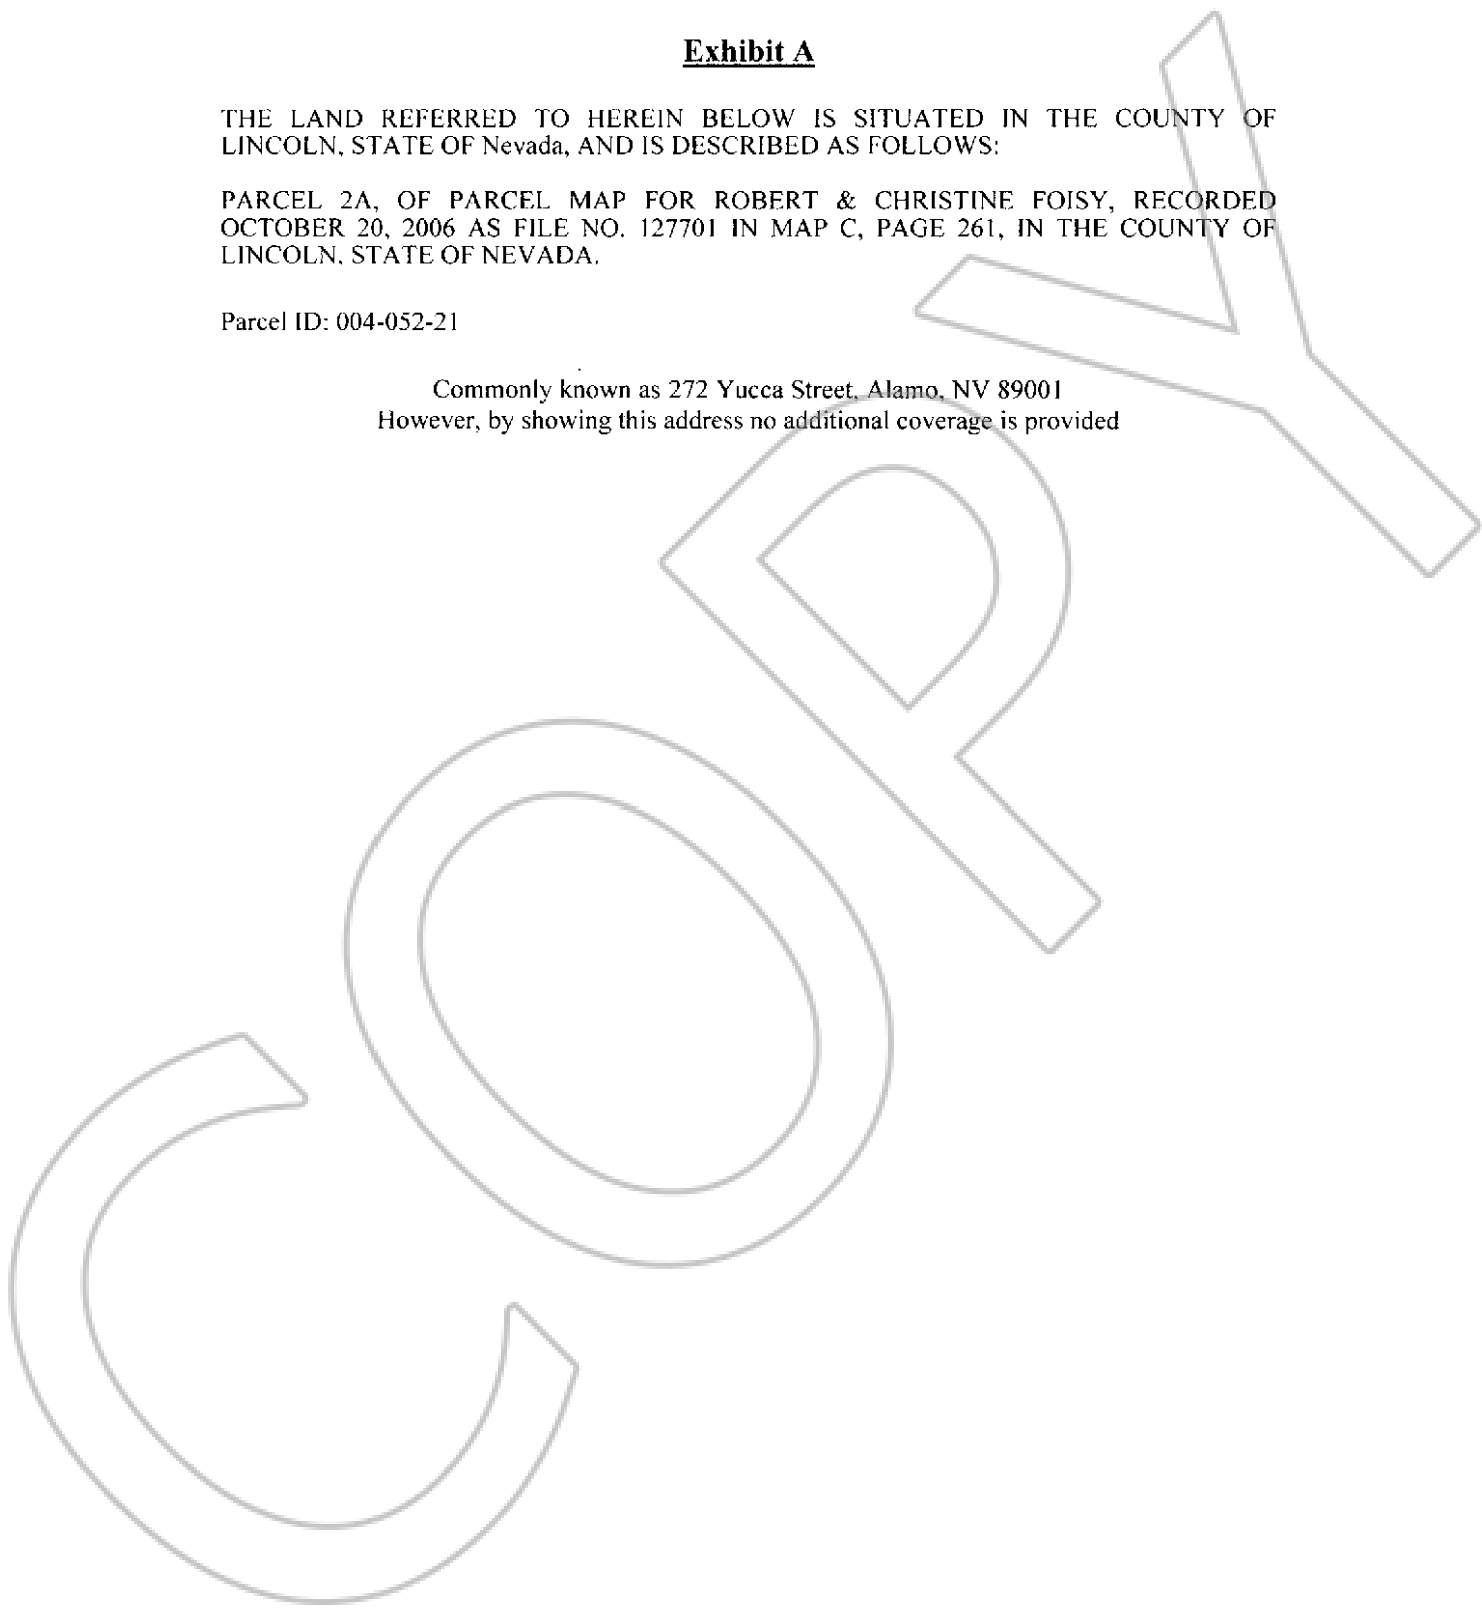 Exhibit A
THE LAND REFERRED TO HEREIN BELOW IS SITUATED IN THE COUNTY OF
LINCOLN, STATE OF Nevada, AND IS DESCRIBED AS FOLLOWS:
PARCEL 2A, OF PARCEL MAP FOR ROBERT & CHRISTINE FOISY, RECORDED
OCTOBER 20, 2006 AS FILE NO. 127701 IN MAP C, PAGE 261, IN THE COUNTY OF
LINCOLN, STATE OF NEVADA.
Parcel ID: 004-052-21
Commonly known as 272 Yucca Street, Alamo, NV 89001
However, by showing this address no additional coverage is provided
COPY